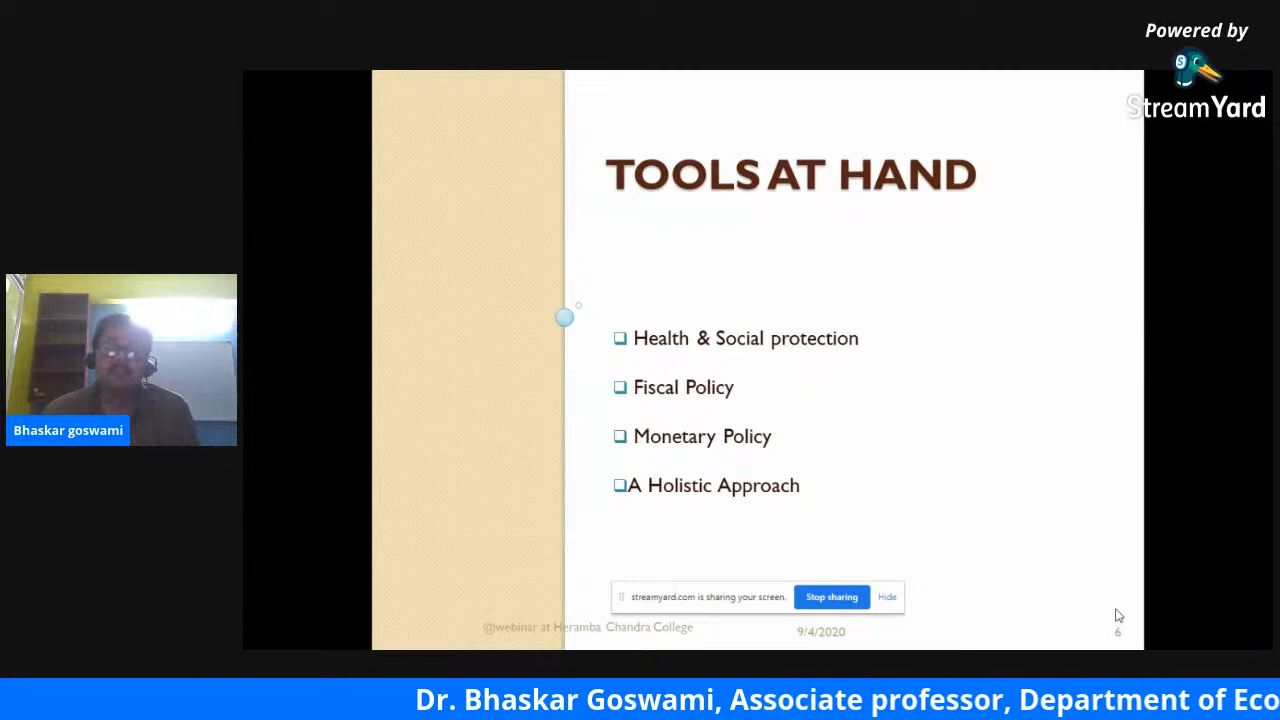 Powered by
StreamYard
TOOLS AT HAND
Health & Social protection
Fiscal Policy
Monetary Policy
A Holistic Approach
Bhaskar goswami
streamyard.com is sharing your screen. Stop sharing Hide
@webinar at Heramba Chandra College 9/4/2020 6
Dr. Bhaskar Goswami, Associate professor, Department of Eco